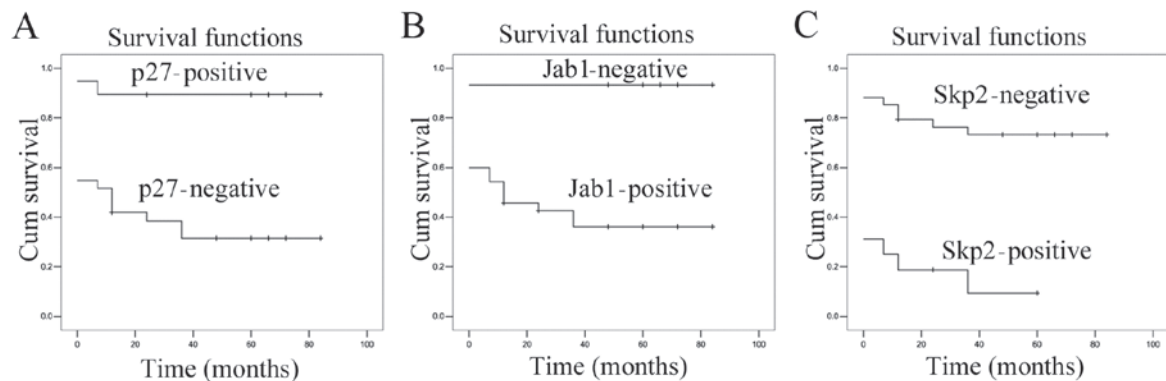 A
Survival functions
p27-positive
p27-negative
Cum survival
1.0
0.8
0.6
0.4
0.2
0.0
0
20
40
60
80
100
Time (months)
B
Survival functions
Jab1-negative
Jab1-positive
Cum survival
1.0
0.8
0.6
0.4
0.2
0.0
0
20
40
60
80
100
Time (months)
C
Survival functions
Skp2-negative
Skp2-positive
Cum survival
1.0
0.8
0.6
0.4
0.2
0.0
0
20
40
60
80
100
Time (months)